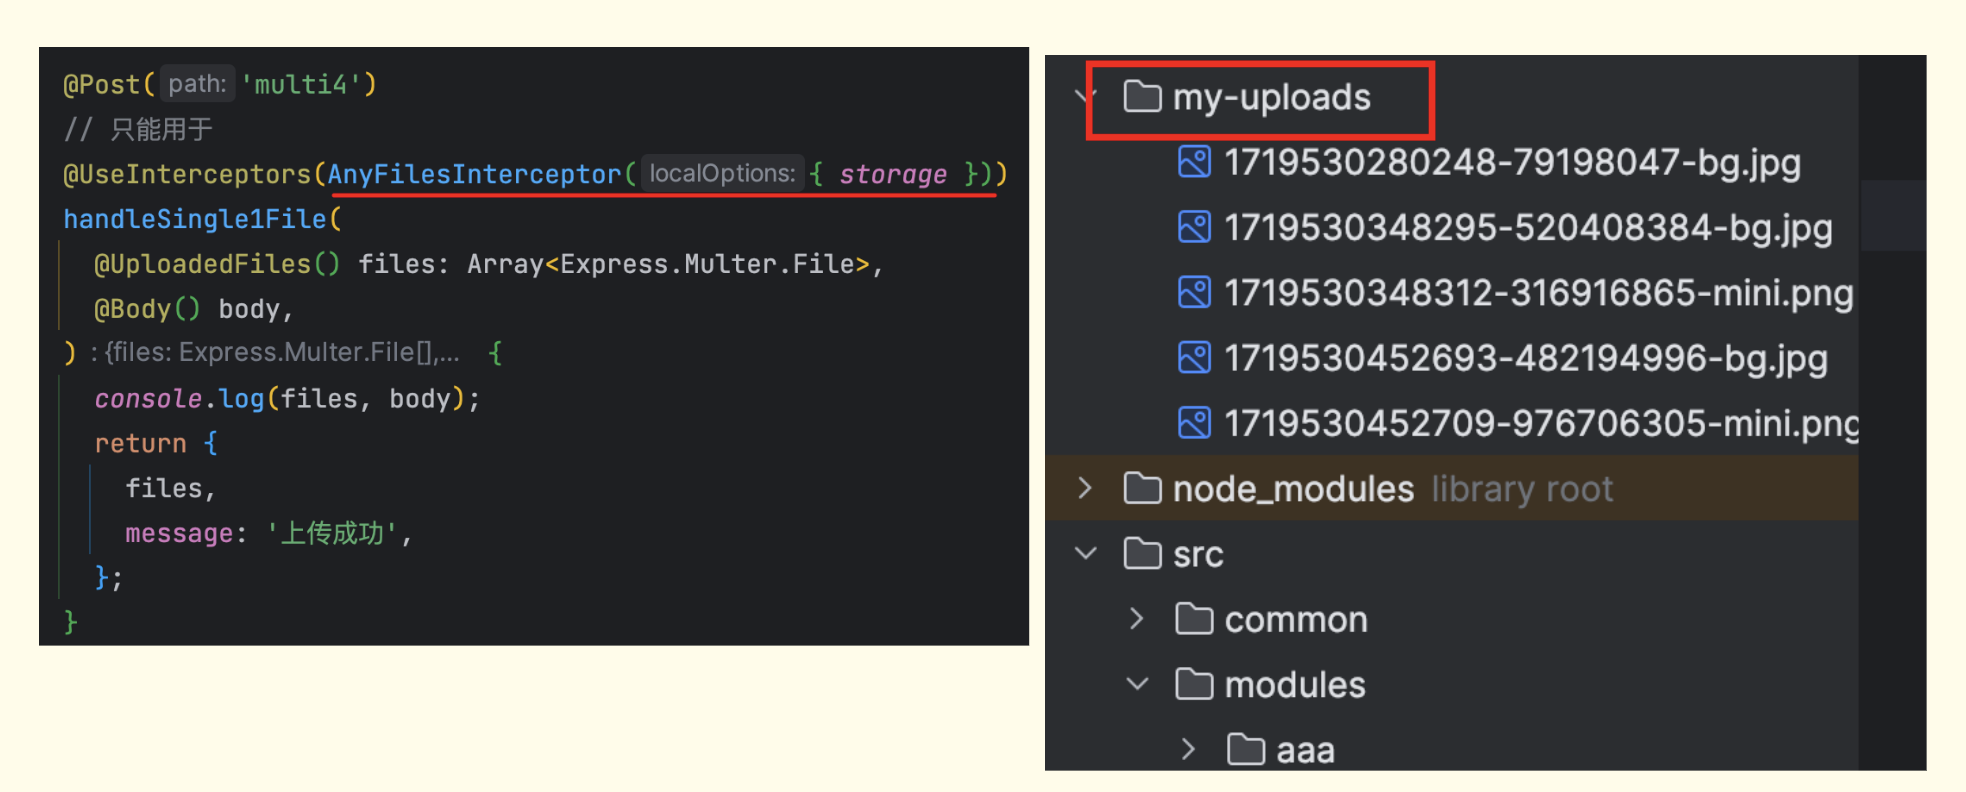 @Post( path: 'multi4')
// 只能用于
@UseInterceptors(AnyFilesInterceptor( localOptions: { storage }))
handleSingle1File(
@UploadedFiles() files: Array<Express.Multer.File>,
@Body() body,
) : {files: Express.Multer.File[],... {
console.log(files, body);
return {
files,
message: '上传成功',
};
}
my-uploads
1719530280248-79198047-bg.jpg
1719530348295-520408384-bg.jpg
1719530348312-316916865-mini.png
1719530452693-482194996-bg.jpg
1719530452709-976706305-mini.png
node_modules library root
src
common
modules
aaa